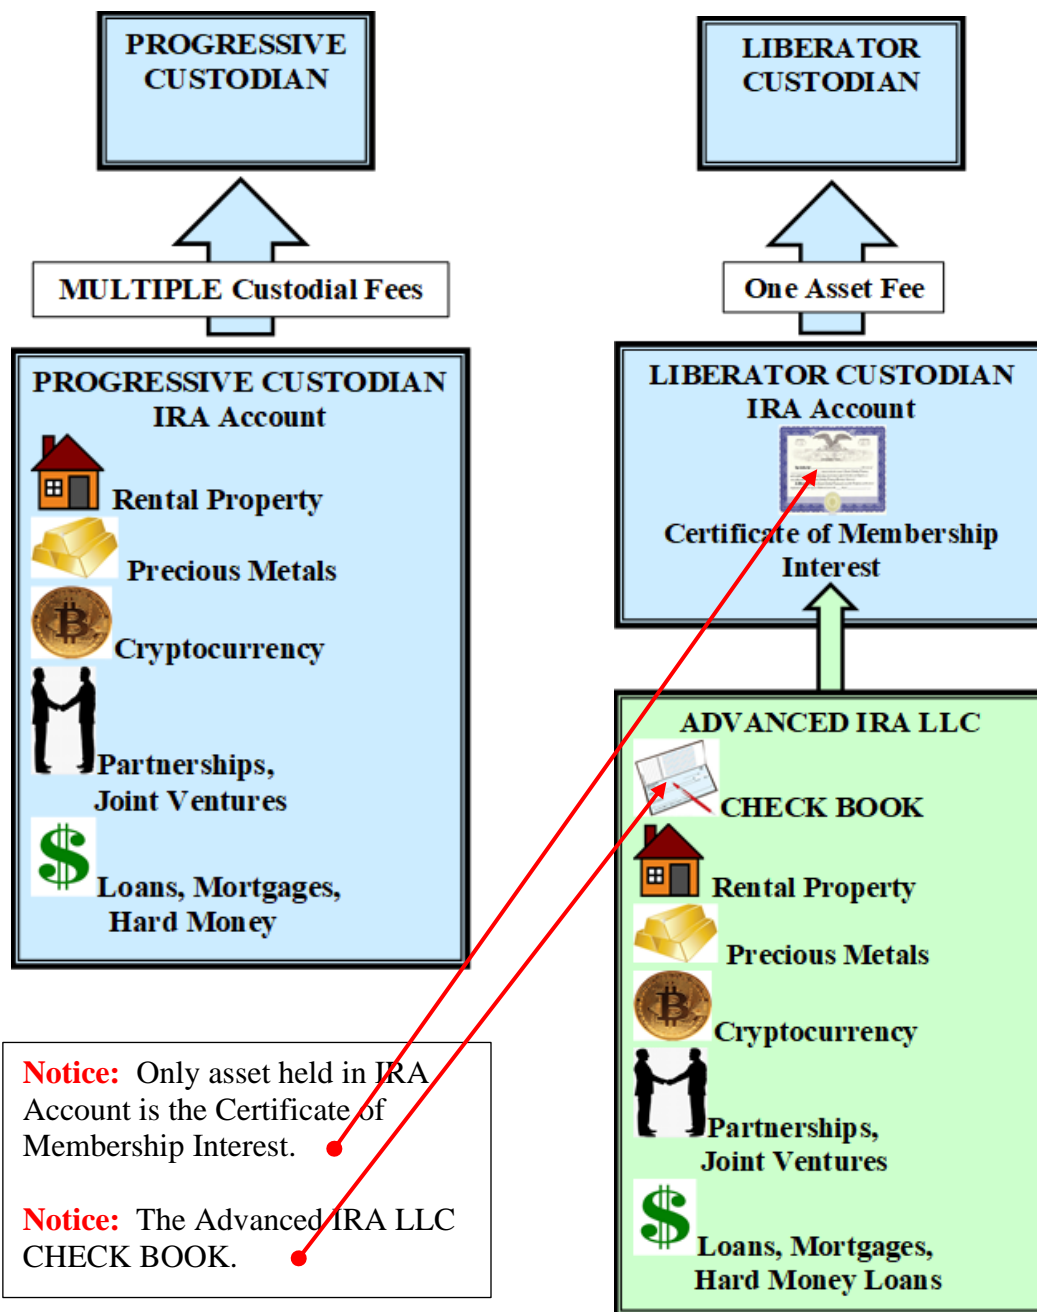 PROGRESSIVE
CUSTODIAN
MULTIPLE Custodial Fees
PROGRESSIVE CUSTODIAN
IRA Account
Rental Property
Precious Metals
Cryptocurrency
Partnerships,
Joint Ventures
Loans, Mortgages,
Hard Money
LIBERATOR
CUSTODIAN
One Asset Fee
LIBERATOR CUSTODIAN
IRA Account
Certificate of Membership
Interest
ADVANCED IRA LLC
CHECK BOOK
Rental Property
Precious Metals
Cryptocurrency
Partnerships,
Joint Ventures
Loans, Mortgages,
Hard Money Loans
Notice: Only asset held in IRA
Account is the Certificate of
Membership Interest.
Notice: The Advanced IRA LLC
CHECK BOOK.